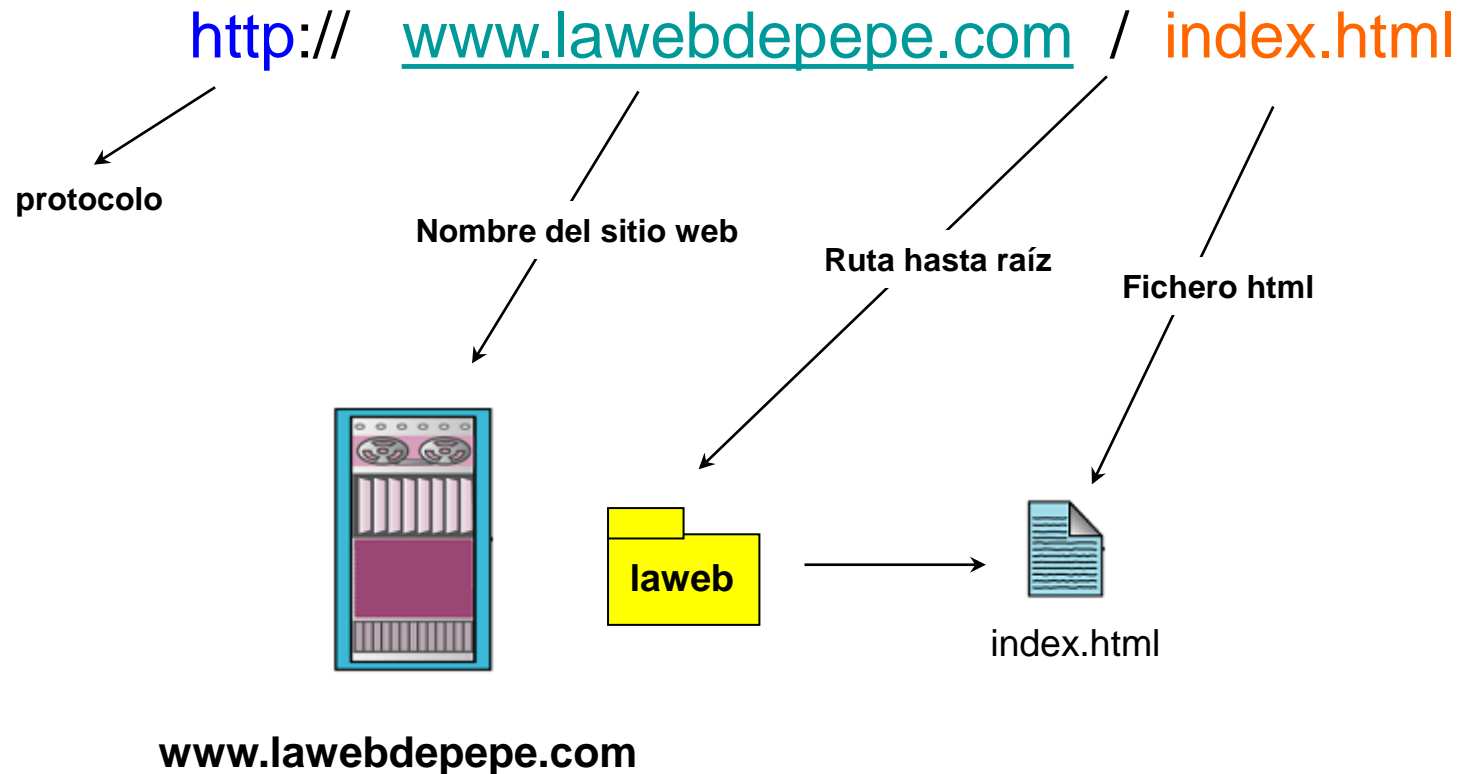 http:// www.lawebdepepe.com / index.html
protocolo
Nombre del sitio web
Ruta hasta raíz
Fichero html
laweb
index.html
www.lawebdepepe.com